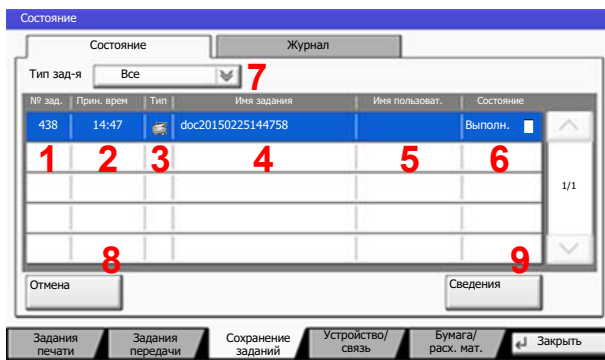 Состояние
Состояние Журнал
Тип зад-я Все 7
№ зад. Прин. врем Тип Имя задания Имя пользоват. Состояние
438 14:47 doc20150225144758 Выполн.
1 2 3 4 5 6
1/1
8 9
Отмена Сведения
Задания печати Задания передачи Сохранение заданий Устройство/ связь Бумага/ расх. мат. Закрыть